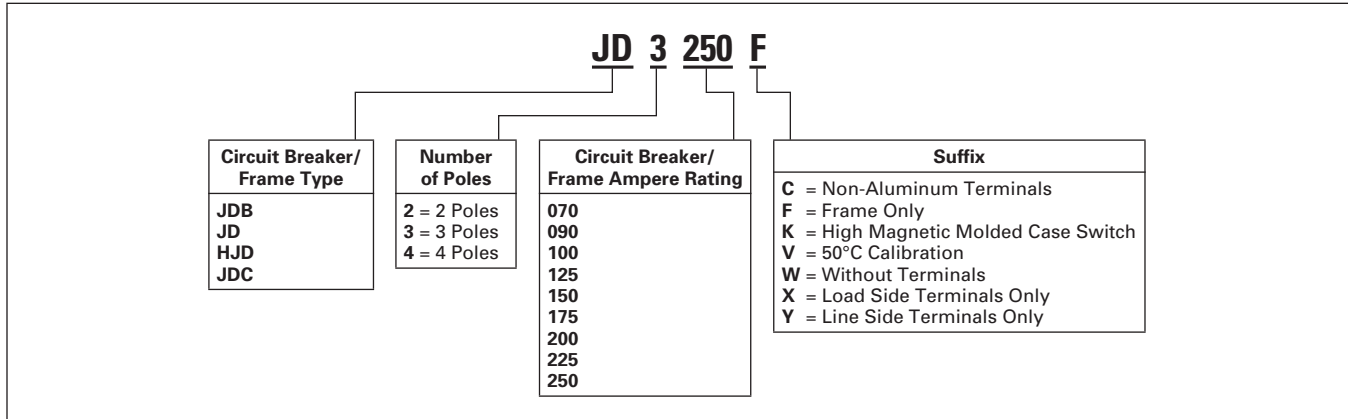 JD 3 250 F
Circuit Breaker/
Frame Type
JDB
JD
HJD
JDC
Number
of Poles
2 = 2 Poles
3 = 3 Poles
4 = 4 Poles
Circuit Breaker/
Frame Ampere Rating
070
090
100
125
150
175
200
225
250
Suffix
C = Non-Aluminum Terminals
F = Frame Only
K = High Magnetic Molded Case Switch
V = 50°C Calibration
W = Without Terminals
X = Load Side Terminals Only
Y = Line Side Terminals Only